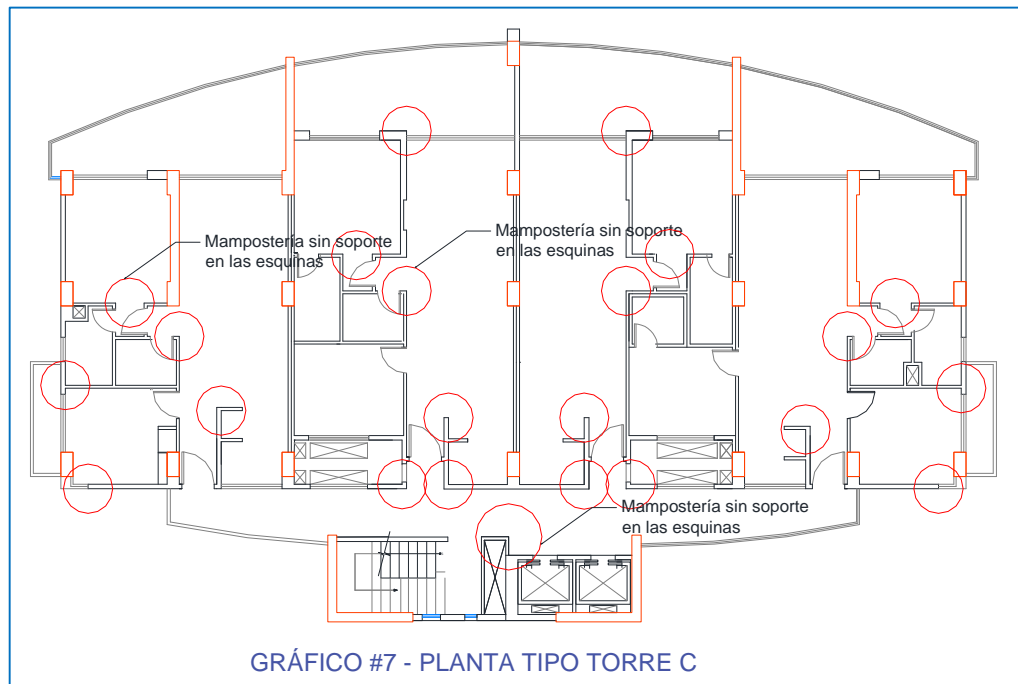 Mampostería sin soporte
en las esquinas
Mampostería sin soporte
en las esquinas
Mampostería sin soporte
en las esquinas
GRÁFICO #7 - PLANTA TIPO TORRE C